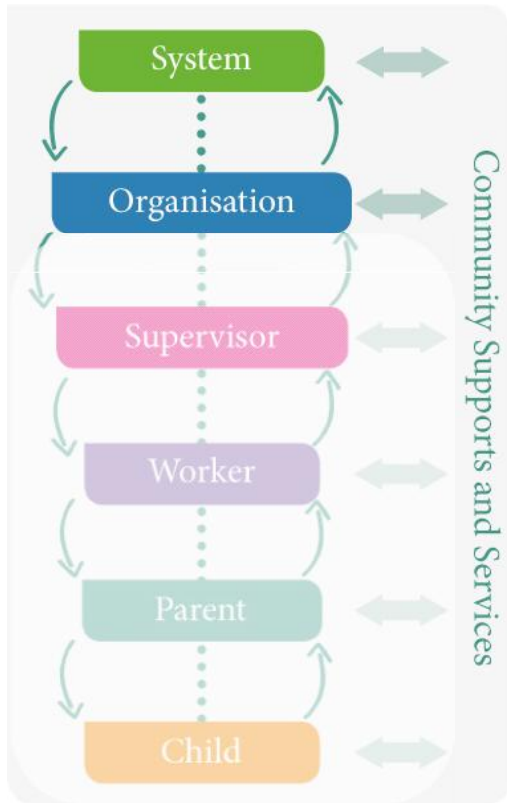 System
Organisation
Supervisor
Worker
Parent
Child
Community Supports and Services